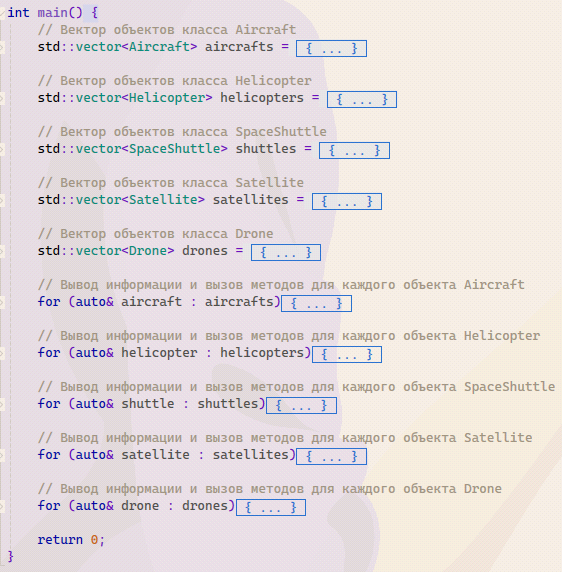 int main() {
// Вектор объектов класса Aircraft
std::vector<Aircraft> aircrafts = { ... }
// Вектор объектов класса Helicopter
std::vector<Helicopter> helicopters = { ... }
// Вектор объектов класса SpaceShuttle
std::vector<SpaceShuttle> shuttles = { ... }
// Вектор объектов класса Satellite
std::vector<Satellite> satellites = { ... }
// Вектор объектов класса Drone
std::vector<Drone> drones = { ... }
// Вывод информации и вызов методов для каждого объекта Aircraft
for (auto& aircraft : aircrafts){ ... }
// Вывод информации и вызов методов для каждого объекта Helicopter
for (auto& helicopter : helicopters){ ... }
// Вывод информации и вызов методов для каждого объекта SpaceShuttle
for (auto& shuttle : shuttles){ ... }
// Вывод информации и вызов методов для каждого объекта Satellite
for (auto& satellite : satellites){ ... }
// Вывод информации и вызов методов для каждого объекта Drone
for (auto& drone : drones){ ... }
return 0;
}